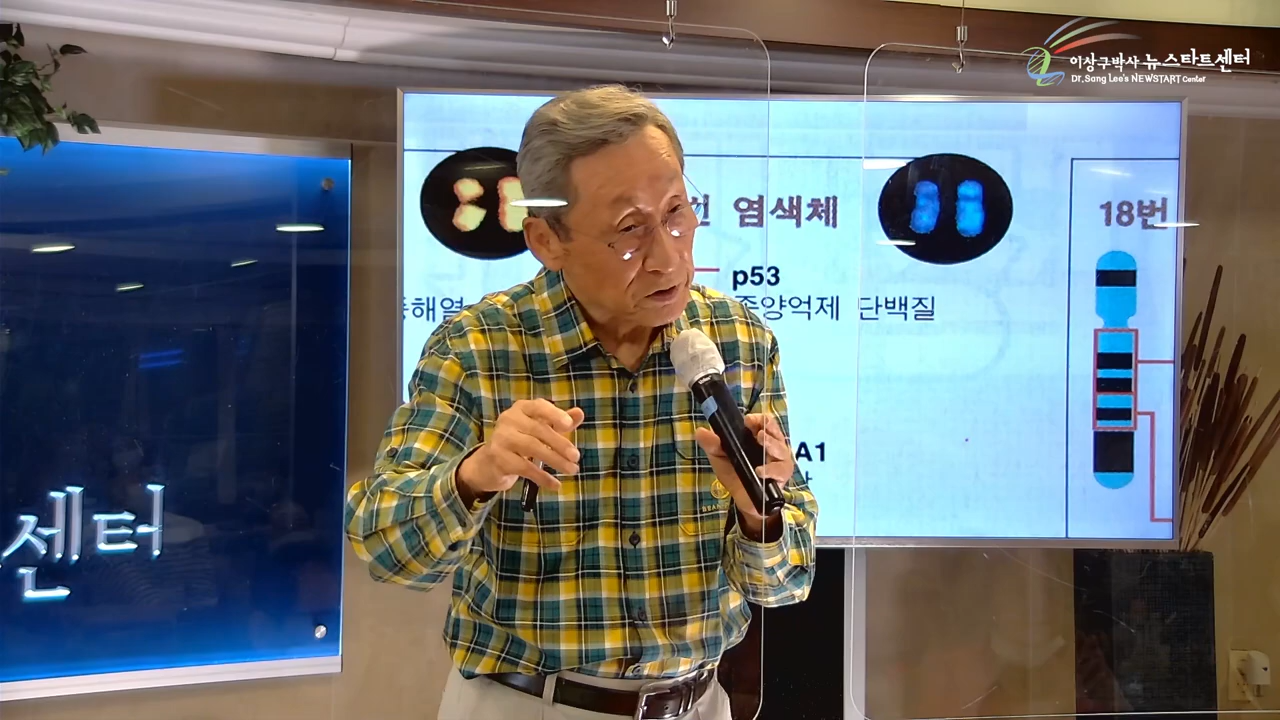 이상구박사 뉴스타트센터
Dr. Sang Lee's NEWSTART Center
염색체
18번
p53
종양억제 단백질
A1
센터